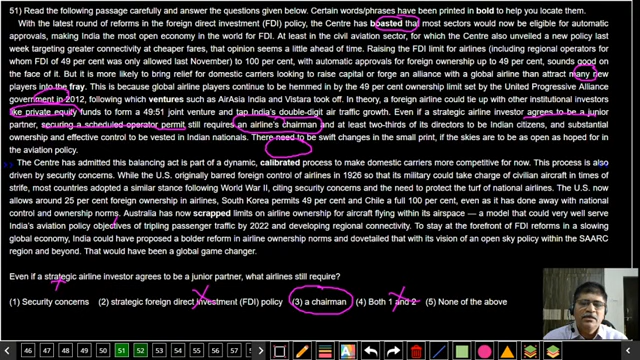 51) Read the following passage carefully and answer the questions given below. Certain words/phrases have been printed in bold to help you locate them.
With the latest round of reforms in the foreign direct investment (FDI) policy, the Centre has boasted that most sectors would now be eligible for automatic
approvals, making India the most open economy in the world for FDI. At least in the civil aviation sector, for which the Centre also unveiled a new policy last
week targeting greater connectivity at cheaper fares, that opinion seems a little ahead of time. Raising the FDI limit for airlines (including regional operators for
whom FDI of 49 per cent was only allowed last November) to 100 per cent, with automatic approvals for foreign ownership up to 49 per cent, sounds good on
the face of it. But it is more likely to bring relief for domestic carriers looking to raise capital or forge an alliance with a global airline than attract many new
players into the fray. This is because global airline players continue to be hemmed in by the 49 per cent ownership limit set by the United Progressive Alliance
government in 2012, following which ventures such as AirAsia India and Vistara took off. In theory, a foreign airline could tie up with other institutional investors
like private equity funds to form a 49:51 joint venture and tap India's double-digit air traffic growth. Even if a strategic airline investor agrees to be a junior
partner, securing a scheduled operator permit still requires an airline's chairman and at least two-thirds of its directors to be Indian citizens, and substantial
ownership and effective control to be vested in Indian nationals. There need to be swift changes in the small print, if the skies are to be as open as hoped for in
the aviation policy.
The Centre has admitted this balancing act is part of a dynamic, calibrated process to make domestic carriers more competitive for now. This process is also
driven by security concerns. While the U.S. originally barred foreign control of airlines in 1926 so that its military could take charge of civilian aircraft in times of
strife, most countries adopted a similar stance following World War II, citing security concerns and the need to protect the turf of national airlines. The U.S. now
allows around 25 per cent foreign ownership in airlines, South Korea permits 49 per cent and Chile a full 100 per cent, even as it has done away with national
control and ownership norms. Australia has now scrapped limits on airline ownership for aircraft flying within its airspace - a model that could very well serve
India's aviation policy objectives of tripling passenger traffic by 2022 and developing regional connectivity. To stay at the forefront of FDI reforms in a slowing
global economy, India could have proposed a bolder reform in airline ownership norms and dovetailed that with its vision of an open sky policy within the SAARC
region and beyond. That would have been a global game changer.
Even if a strategic airline investor agrees to be a junior partner, what airlines still require?
(1) Security concerns (2) strategic foreign direct investment (FDI) policy (3) a chairman (4) Both 1 and 2 (5) None of the above
46 47 48 49 50 51 52 53 54 55 56